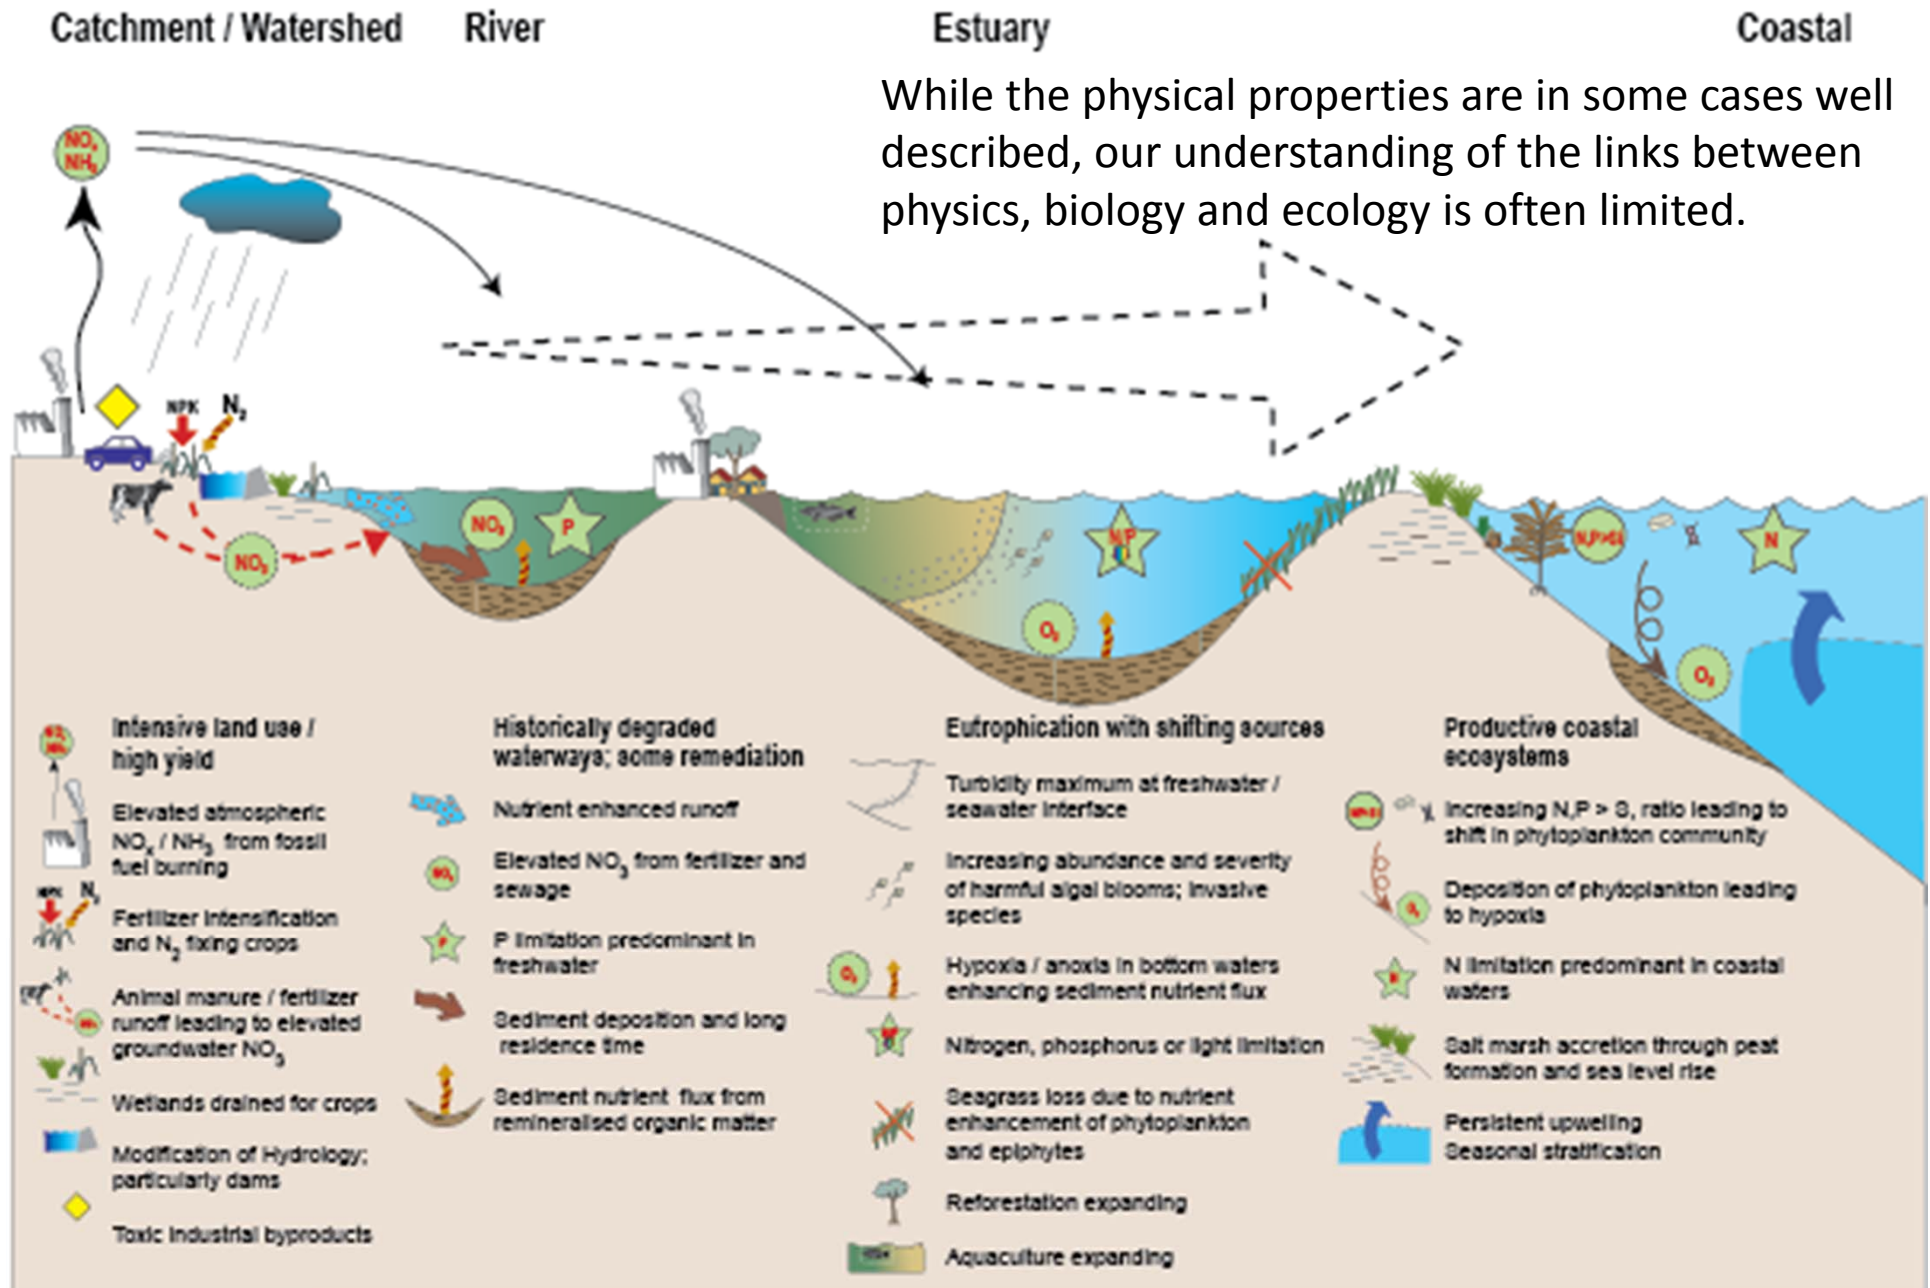 Catchment / Watershed
River
Estuary
Coastal
While the physical properties are in some cases well
described, our understanding of the links between
physics, biology and ecology is often limited.
NOₓ
NH₃
NPK
N₂
NO₃
NO₃
P
N/P
O₂
N,P>Si
N
O₂
Intensive land use /
high yield
Elevated atmospheric
NOₓ / NH₃ from fossil
fuel burning
NPK
N₂
Fertilizer intensification
and N₂ fixing crops
Animal manure / fertilizer
runoff leading to elevated
groundwater NO₃
Wetlands drained for crops
Modification of Hydrology;
particularly dams
Toxic industrial byproducts
Historically degraded
waterways; some remediation
Nutrient enhanced runoff
NO₃
Elevated NO₃ from fertilizer and
sewage
P
P limitation predominant in
freshwater
Sediment deposition and long
residence time
Sediment nutrient flux from
remineralised organic matter
Eutrophication with shifting sources
Turbidity maximum at freshwater /
seawater interface
Increasing abundance and severity
of harmful algal blooms; invasive
species
O₂
Hypoxia / anoxia in bottom waters
enhancing sediment nutrient flux
Nitrogen, phosphorus or light limitation
Seagrass loss due to nutrient
enhancement of phytoplankton
and epiphytes
Reforestation expanding
Aquaculture expanding
Productive coastal
ecosystems
Increasing N,P > S, ratio leading to
shift in phytoplankton community
O₂
Deposition of phytoplankton leading
to hypoxia
N limitation predominant in coastal
waters
Salt marsh accretion through peat
formation and sea level rise
Persistent upwelling
Seasonal stratification